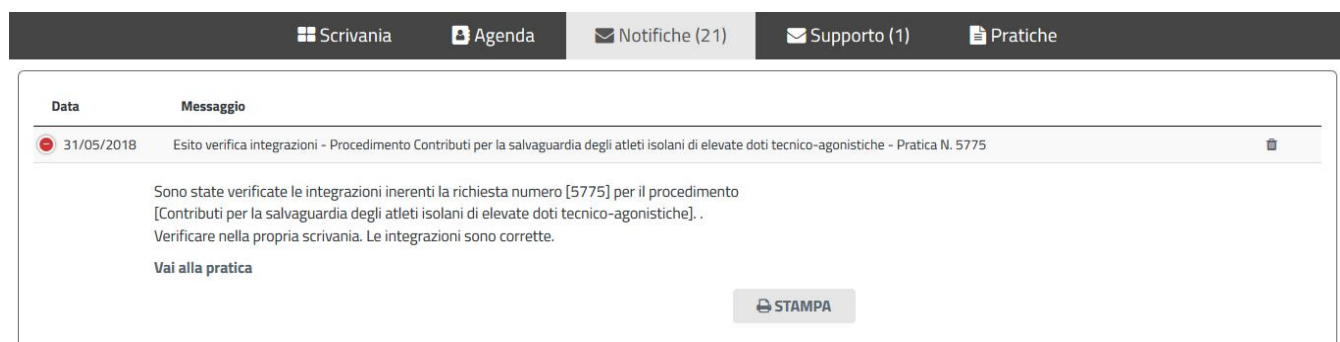 Scrivania Agenda Notifiche (21) Supporto (1) Pratiche
Data Messaggio
31/05/2018 Esito verifica integrazioni - Procedimento Contributi per la salvaguardia degli atleti isolani di elevate doti tecnico-agonistiche - Pratica N. 5775
Sono state verificate le integrazioni inerenti la richiesta numero [5775] per il procedimento
[Contributi per la salvaguardia degli atleti isolani di elevate doti tecnico-agonistiche]. .
Verificare nella propria scrivania. Le integrazioni sono corrette.
Vai alla pratica
STAMPA